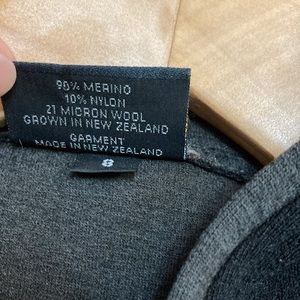 90% MERINO
10% NYLON
21 MICRON WOOL
GROWN IN NEW ZEALAND
GARMENT
MADE IN NEW ZEALAND
8